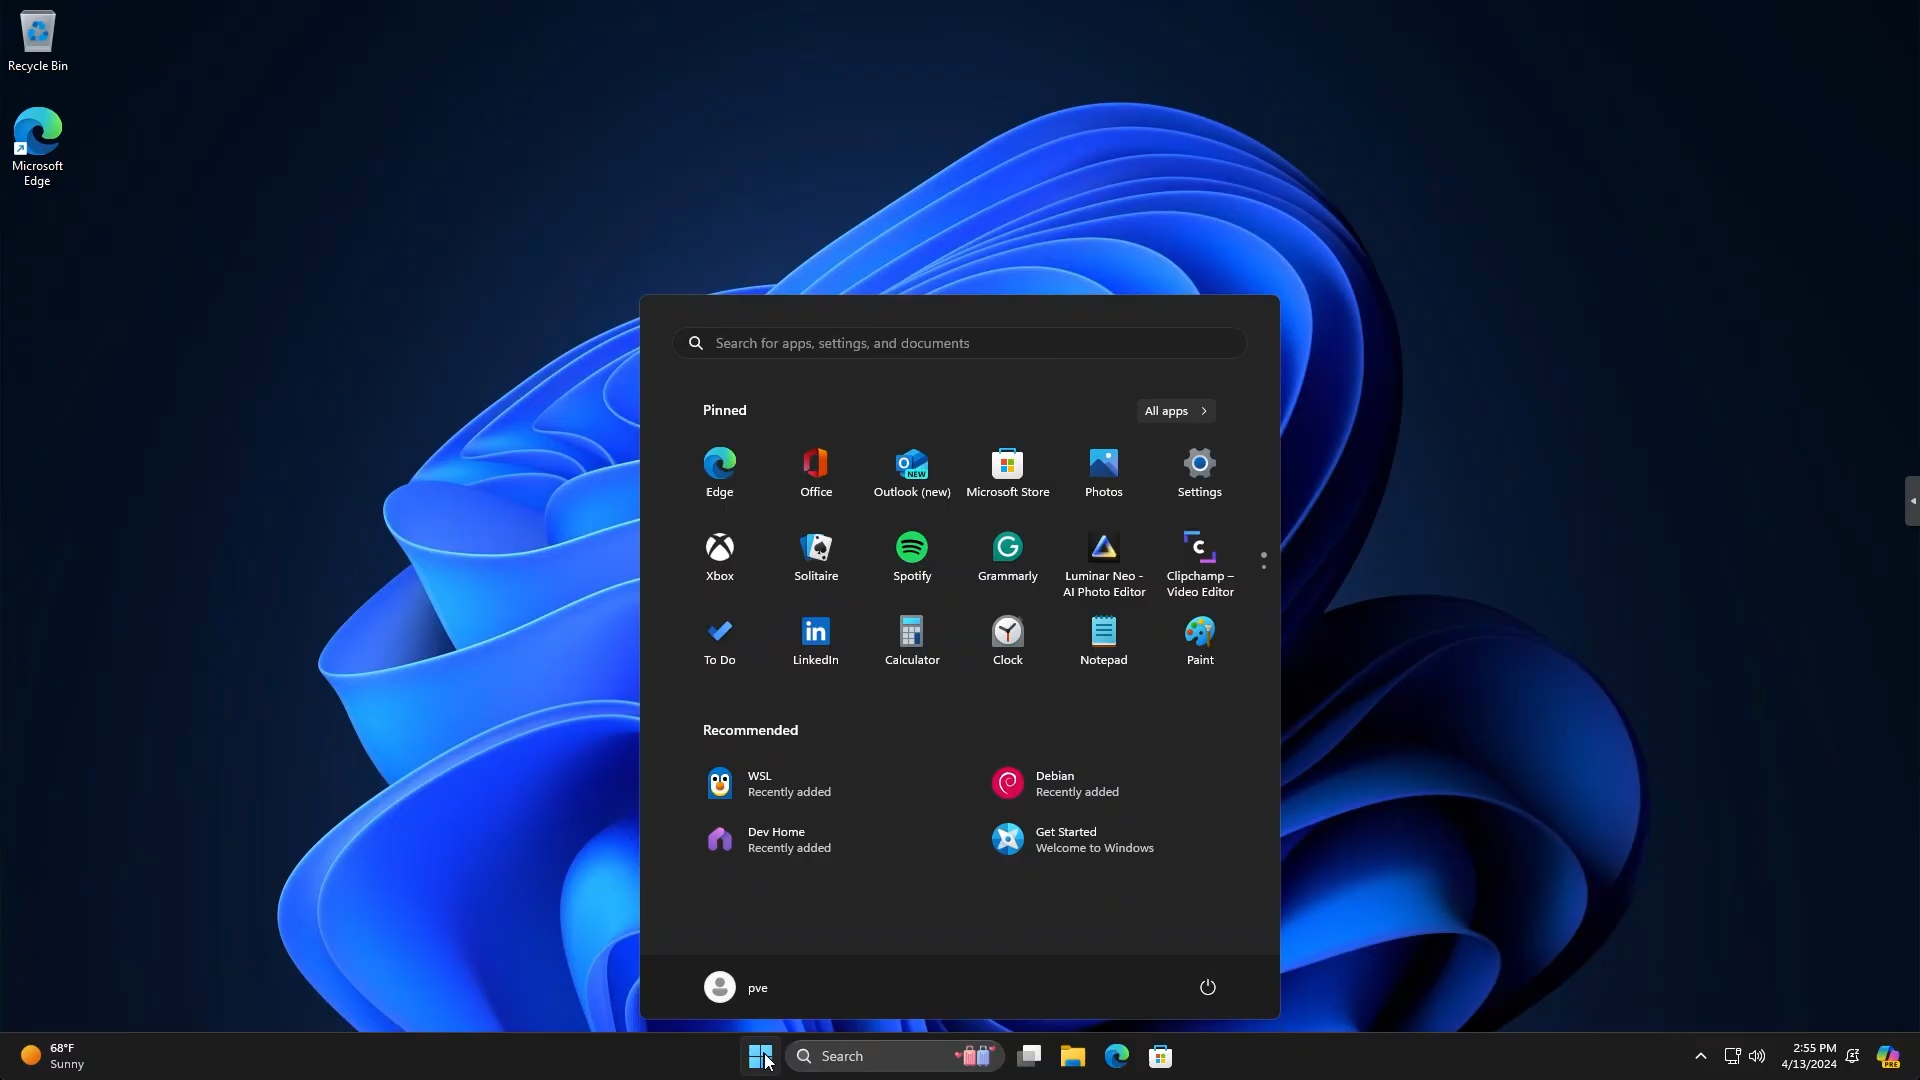 Recycle Bin
Microsoft
Edge
Search for apps, settings, and documents
Pinned
All apps
Edge
Office
Outlook (new)
Microsoft Store
Photos
Settings
Xbox
Solitaire
Spotify
Grammarly
Luminar Neo -
AI Photo Editor
Clipchamp –
Video Editor
To Do
LinkedIn
Calculator
Clock
Notepad
Paint
Recommended
WSL
Recently added
Debian
Recently added
Dev Home
Recently added
Get Started
Welcome to Windows
pve
68°F
Sunny
Search
2:55 PM
4/13/2024